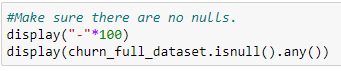 #Make sure there are no nulls.
display("-"*100)
display(churn_full_dataset.isnull().any())